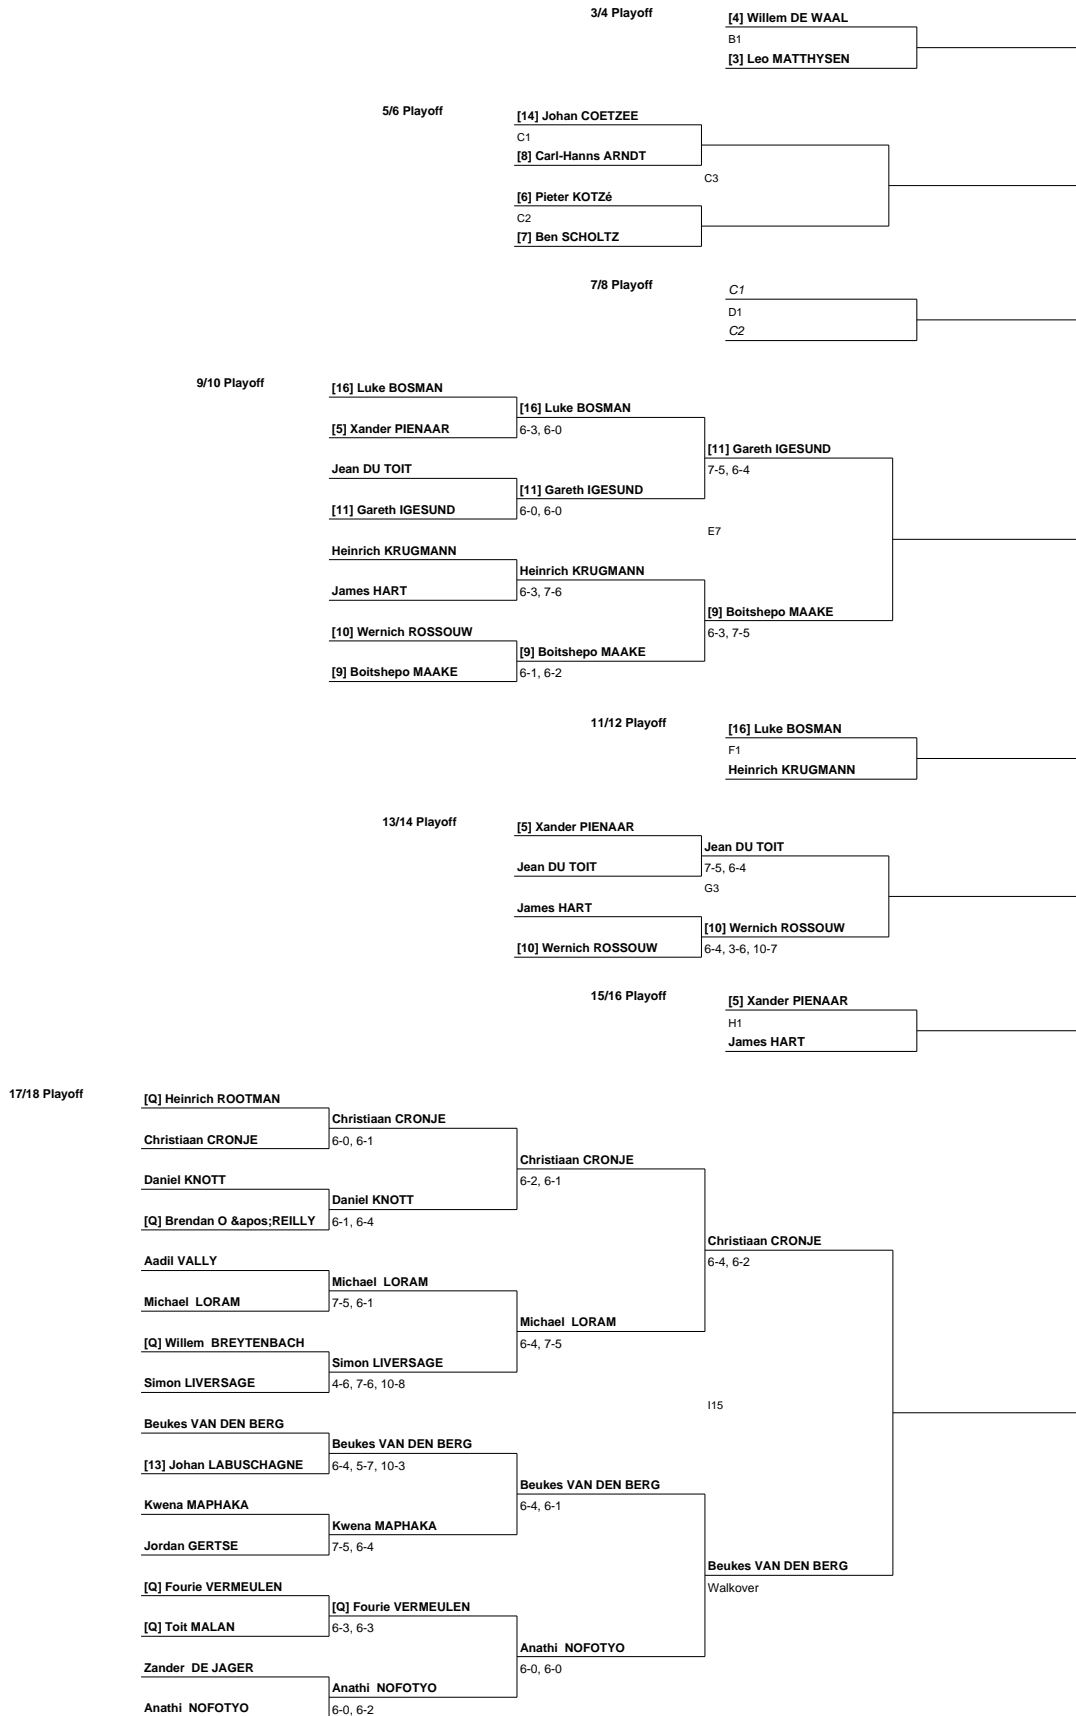 3/4 Playoff
[4] Willem DE WAAL
B1
[3] Leo MATTHYSEN
5/6 Playoff
[14] Johan COETZEE
C1
[8] Carl-Hanns ARNDT
C3
[6] Pieter KOTZé
C2
[7] Ben SCHOLTZ
7/8 Playoff
C1
D1
C2
9/10 Playoff
[16] Luke BOSMAN
[16] Luke BOSMAN
[5] Xander PIENAAR
6-3, 6-0
[11] Gareth IGESUND
Jean DU TOIT
7-5, 6-4
[11] Gareth IGESUND
[11] Gareth IGESUND
6-0, 6-0
E7
Heinrich KRUGMANN
Heinrich KRUGMANN
James HART
6-3, 7-6
[9] Boitshepo MAAKE
[10] Wernich ROSSOUW
6-3, 7-5
[9] Boitshepo MAAKE
[9] Boitshepo MAAKE
6-1, 6-2
11/12 Playoff
[16] Luke BOSMAN
F1
Heinrich KRUGMANN
13/14 Playoff
[5] Xander PIENAAR
Jean DU TOIT
Jean DU TOIT
7-5, 6-4
G3
James HART
[10] Wernich ROSSOUW
[10] Wernich ROSSOUW
6-4, 3-6, 10-7
15/16 Playoff
[5] Xander PIENAAR
H1
James HART
17/18 Playoff
[Q] Heinrich ROOTMAN
Christiaan CRONJE
Christiaan CRONJE
6-0, 6-1
Christiaan CRONJE
Daniel KNOTT
6-2, 6-1
Daniel KNOTT
[Q] Brendan O &apos;REILLY
6-1, 6-4
Christiaan CRONJE
Aadil VALLY
6-4, 6-2
Michael LORAM
Michael LORAM
7-5, 6-1
Michael LORAM
[Q] Willem BREYTENBACH
6-4, 7-5
Simon LIVERSAGE
Simon LIVERSAGE
4-6, 7-6, 10-8
I15
Beukes VAN DEN BERG
Beukes VAN DEN BERG
[13] Johan LABUSCHAGNE
6-4, 5-7, 10-3
Beukes VAN DEN BERG
Kwena MAPHAKA
6-4, 6-1
Kwena MAPHAKA
Jordan GERTSE
7-5, 6-4
Beukes VAN DEN BERG
[Q] Fourie VERMEULEN
Walkover
[Q] Fourie VERMEULEN
[Q] Toit MALAN
6-3, 6-3
Anathi NOFOTYO
Zander DE JAGER
6-0, 6-0
Anathi NOFOTYO
Anathi NOFOTYO
6-0, 6-2